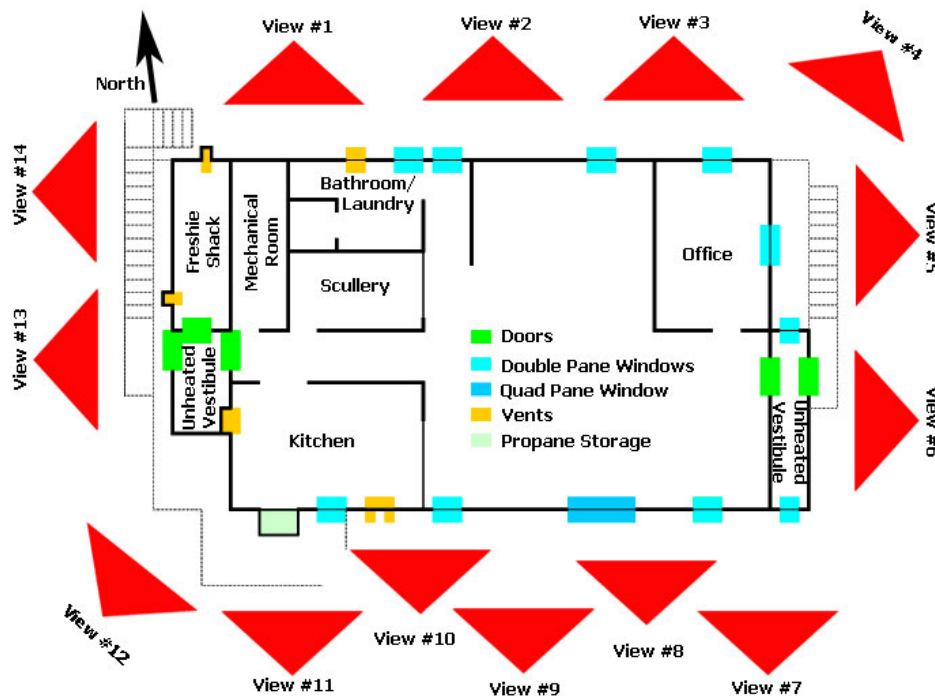 View #1
View #2
View #3
View #4
North
View #14
Bathroom/
Laundry
Freshie
Shack
Mechanical
Room
Office
View #5
Scullery
View #13
Doors
Double Pane Windows
Quad Pane Window
Vents
Propane Storage
Unheated
Vestibule
Kitchen
Unheated
Vestibule
View #6
View #12
View #10
View #8
View #11
View #9
View #7